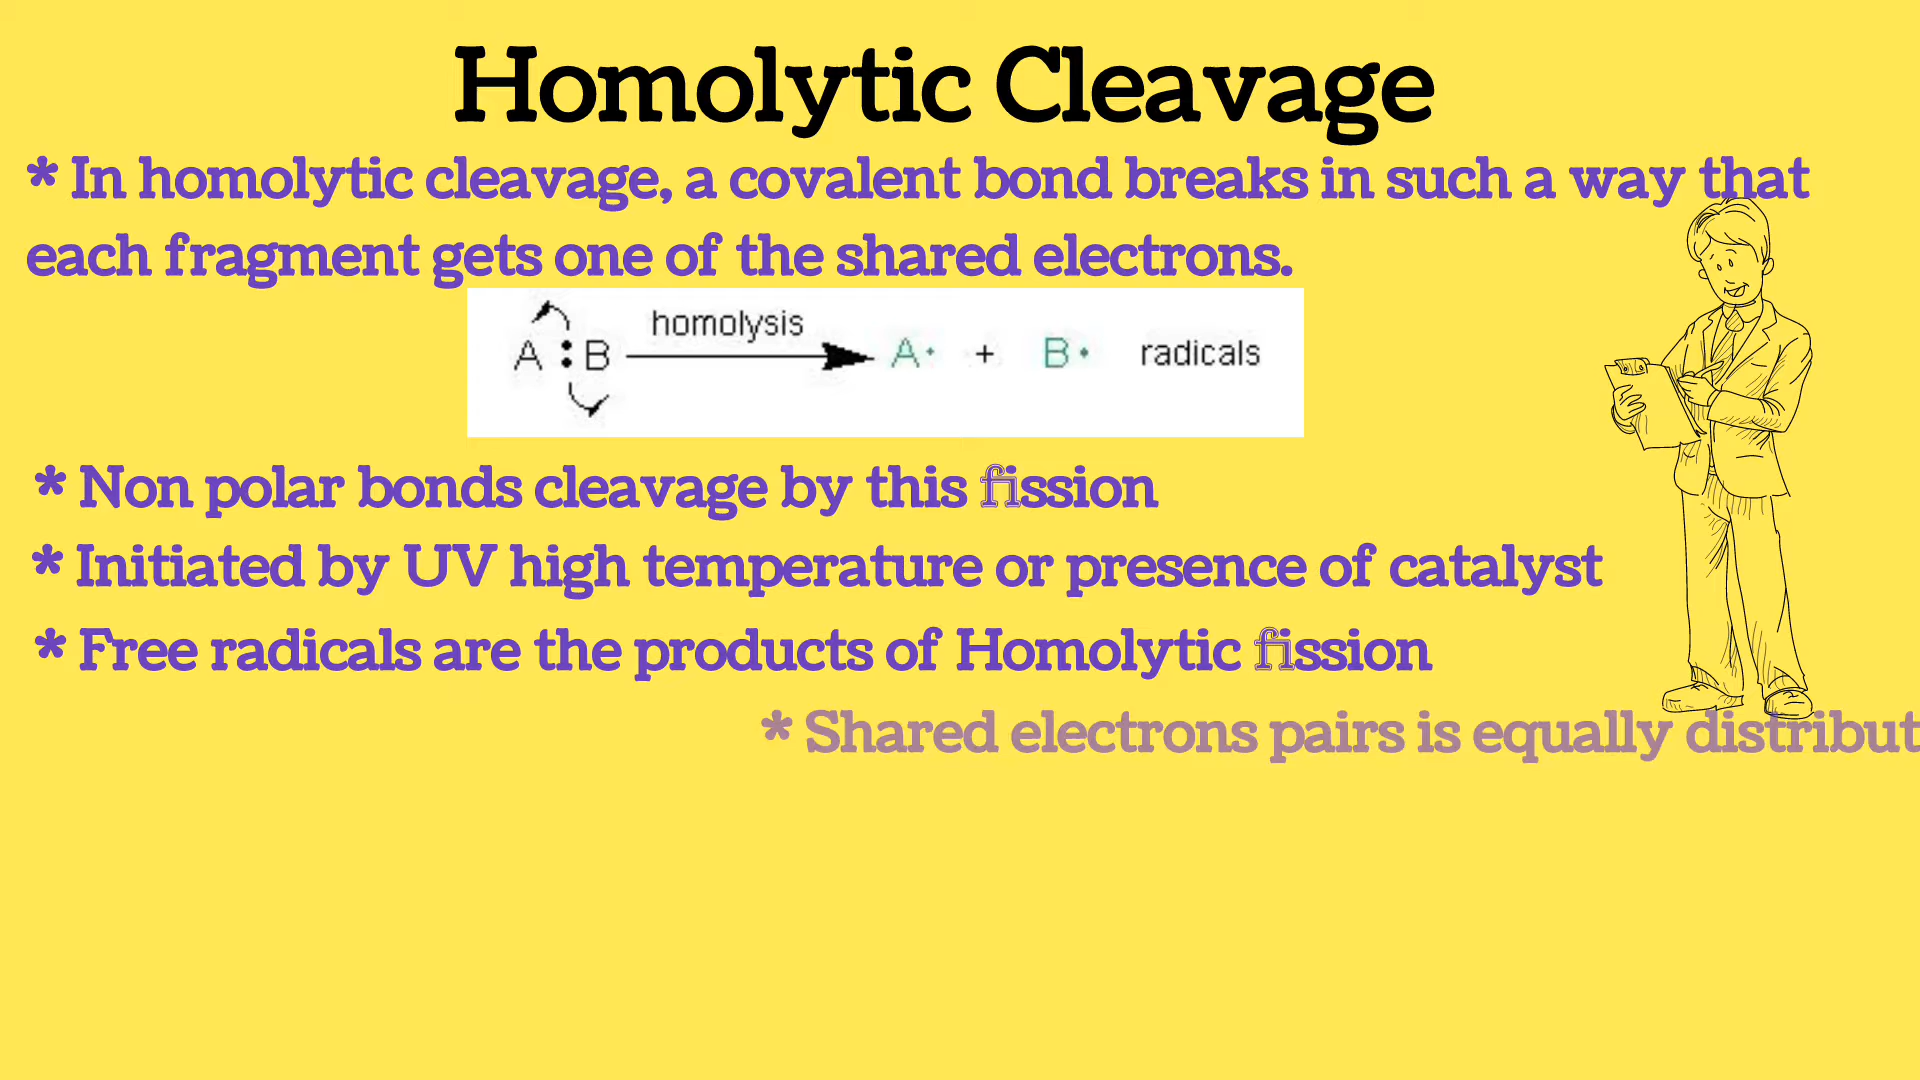 Homolytic Cleavage
* In homolytic cleavage, a covalent bond breaks in such a way that
each fragment gets one of the shared electrons.
A : B homolysis A· + B· radicals
* Non polar bonds cleavage by this fission
* Initiated by UV high temperature or presence of catalyst
* Free radicals are the products of Homolytic fission
* Shared electrons pairs is equally distribut